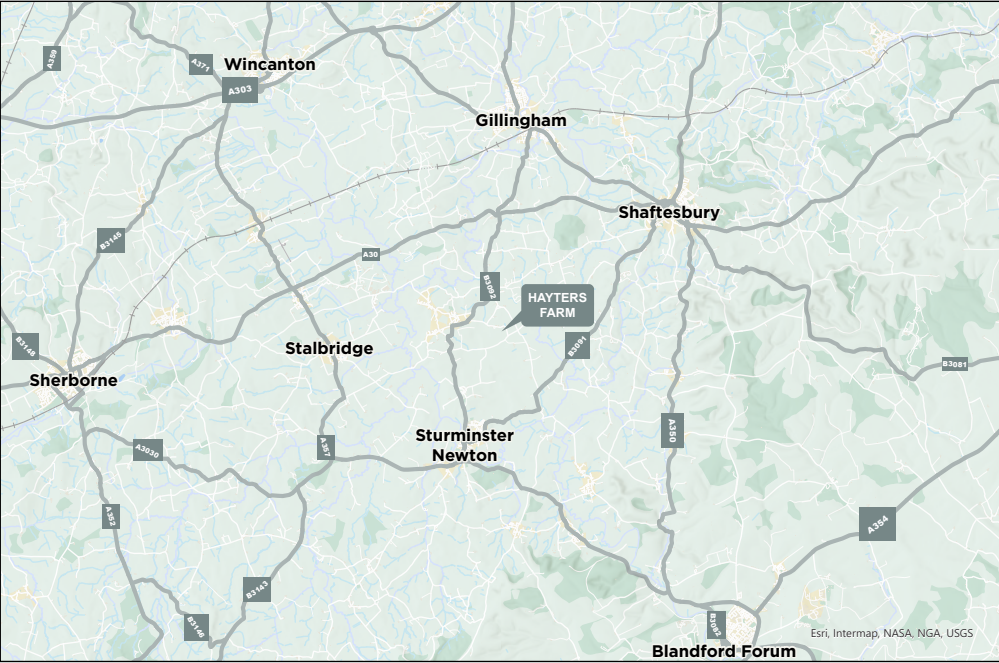 A359
A371
Wincanton
A303
Gillingham
Shaftesbury
B3145
A30
B3092
HAYTERS
FARM
B3148
Stalbridge
B3091
Sherborne
B3081
A350
Sturminster
Newton
A357
A3030
A352
A354
B3143
B3146
B3082
Esri, Intermap, NASA, NGA, USGS
Blandford Forum